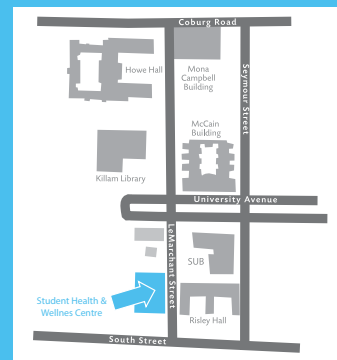 Coburg Road
Howe Hall
Mona
Campbell
Building
Seymour Street
McCain
Building
Killam Library
University Avenue
LeMarchant Street
SUB
Student Health &
Wellnes Centre
Risley Hall
South Street